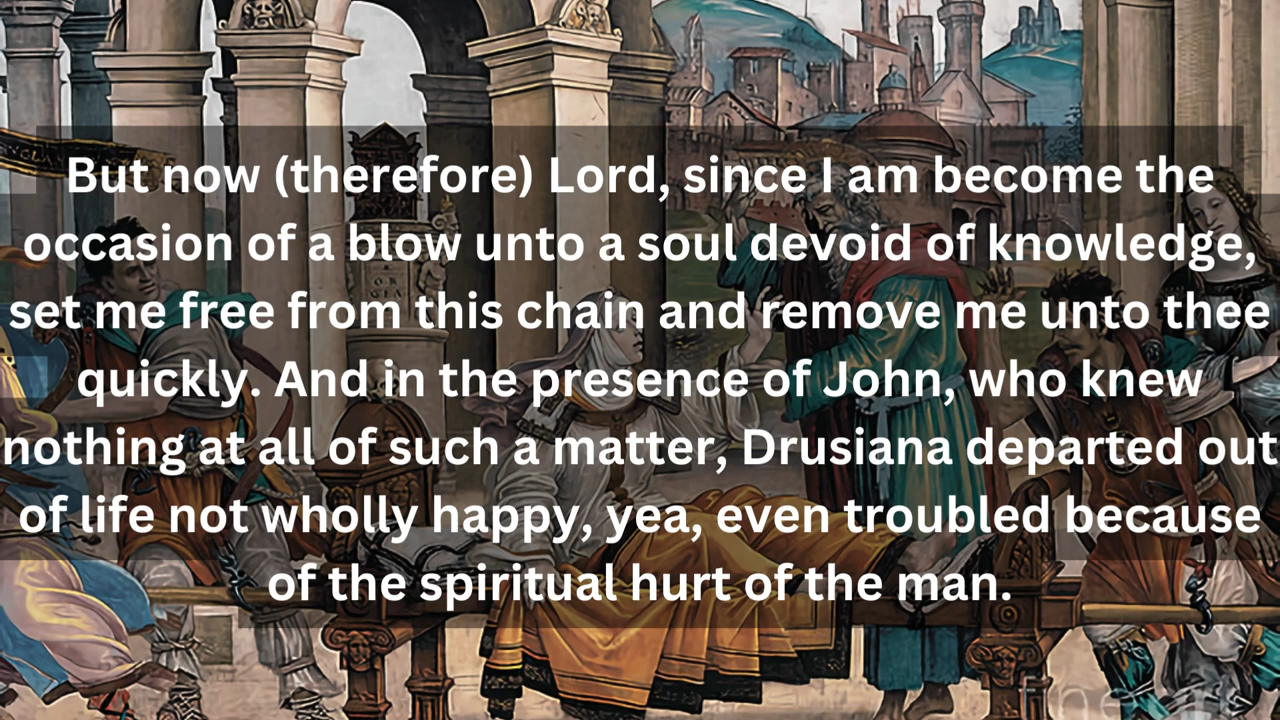 But now (therefore) Lord, since I am become the
occasion of a blow unto a soul devoid of knowledge,
set me free from this chain and remove me unto thee
quickly. And in the presence of John, who knew
nothing at all of such a matter, Drusiana departed out
of life not wholly happy, yea, even troubled because
of the spiritual hurt of the man.